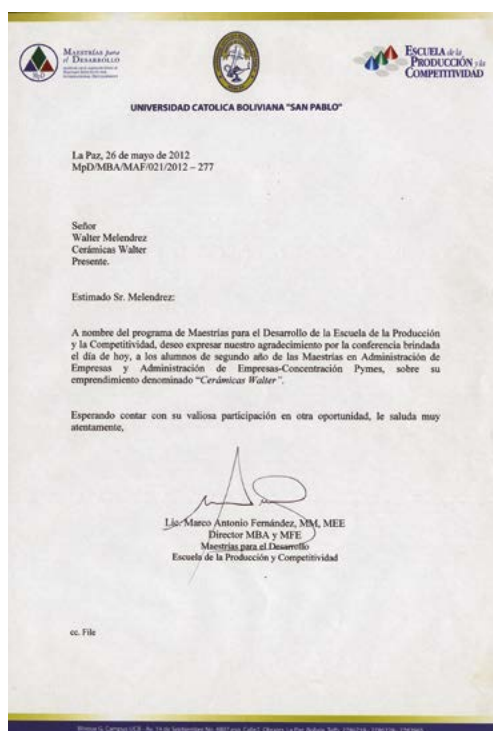 MAESTRÍAS para
el DESARROLLO
ESCUELA de la
PRODUCCIÓN y la
COMPETITIVIDAD
MpD
UNIVERSIDAD CATOLICA BOLIVIANA "SAN PABLO"
La Paz, 26 de mayo de 2012
MpD/MBA/MAF/021/2012 – 277
Señor
Walter Melendrez
Cerámicas Walter
Presente.
Estimado Sr. Melendrez:
A nombre del programa de Maestrías para el Desarrollo de la Escuela de la Producción
y la Competitividad, deseo expresar nuestro agradecimiento por la conferencia brindada
el día de hoy, a los alumnos de segundo año de las Maestrías en Administración de
Empresas y Administración de Empresas-Concentración Pymes, sobre su
emprendimiento denominado "Cerámicas Walter".
Esperando contar con su valiosa participación en otra oportunidad, le saluda muy
atentamente,
Lic. Marco Antonio Fernández, MM, MEE
Director MBA y MFE
Maestrías para el Desarrollo
Escuela de la Producción y Competitividad
cc. File